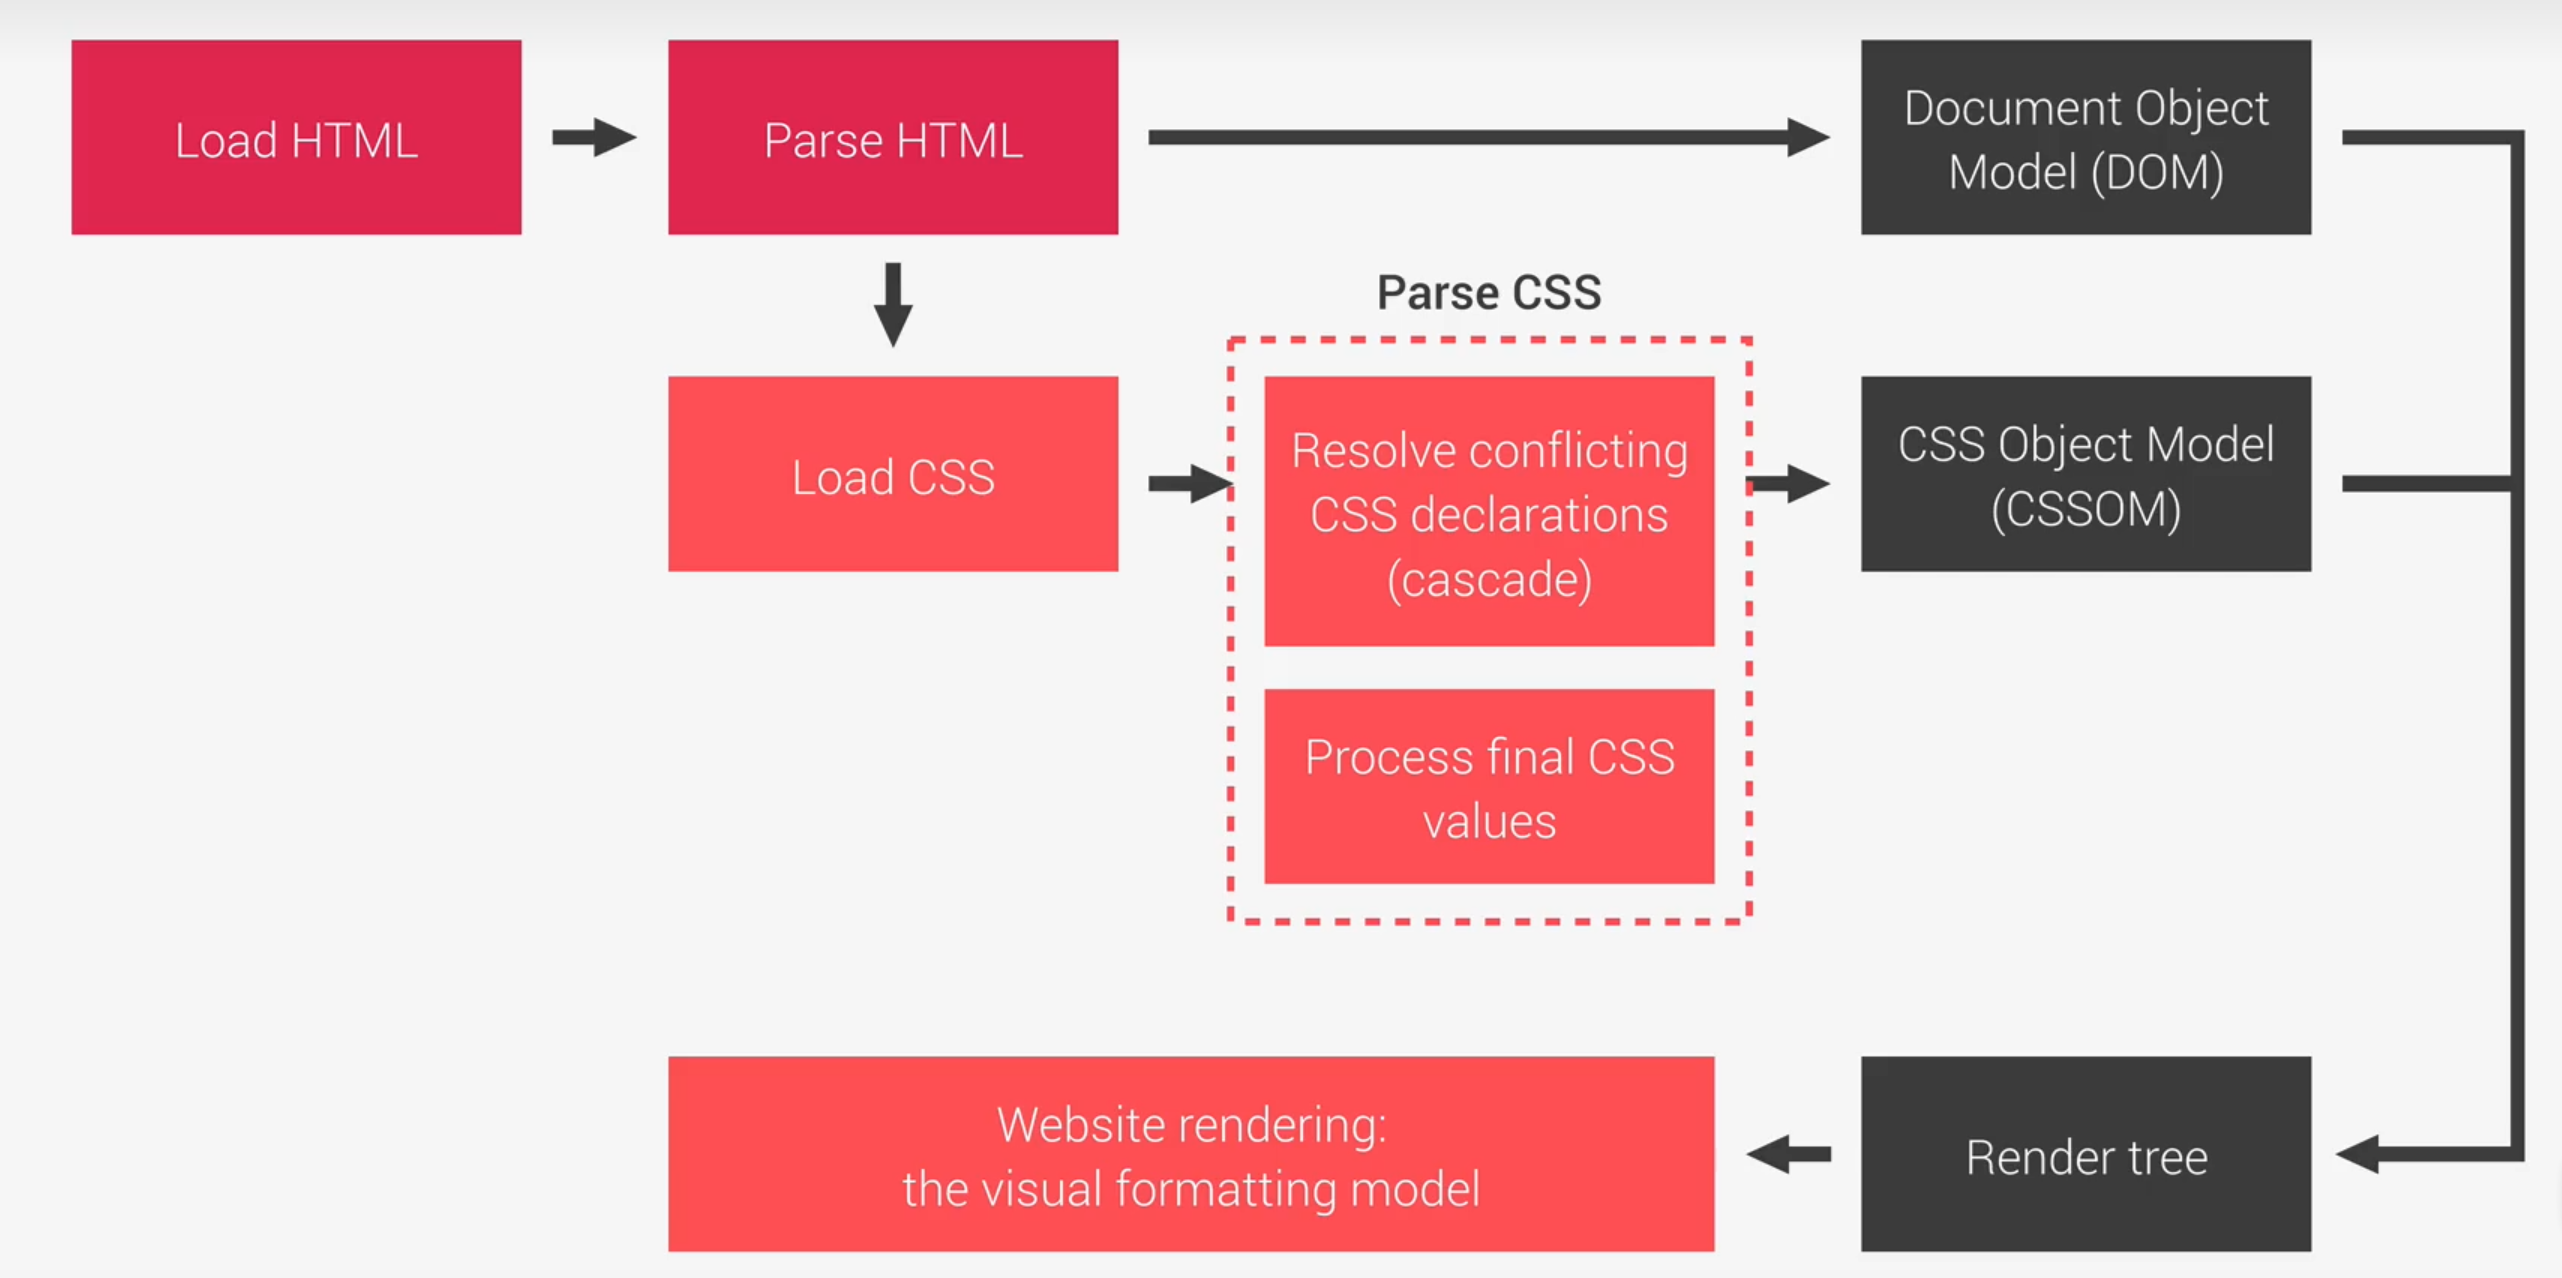 Load HTML
Parse HTML
Document Object
Model (DOM)
Parse CSS
Load CSS
Resolve conflicting
CSS declarations
(cascade)
Process final CSS
values
CSS Object Model
(CSSOM)
Website rendering:
the visual formatting model
Render tree